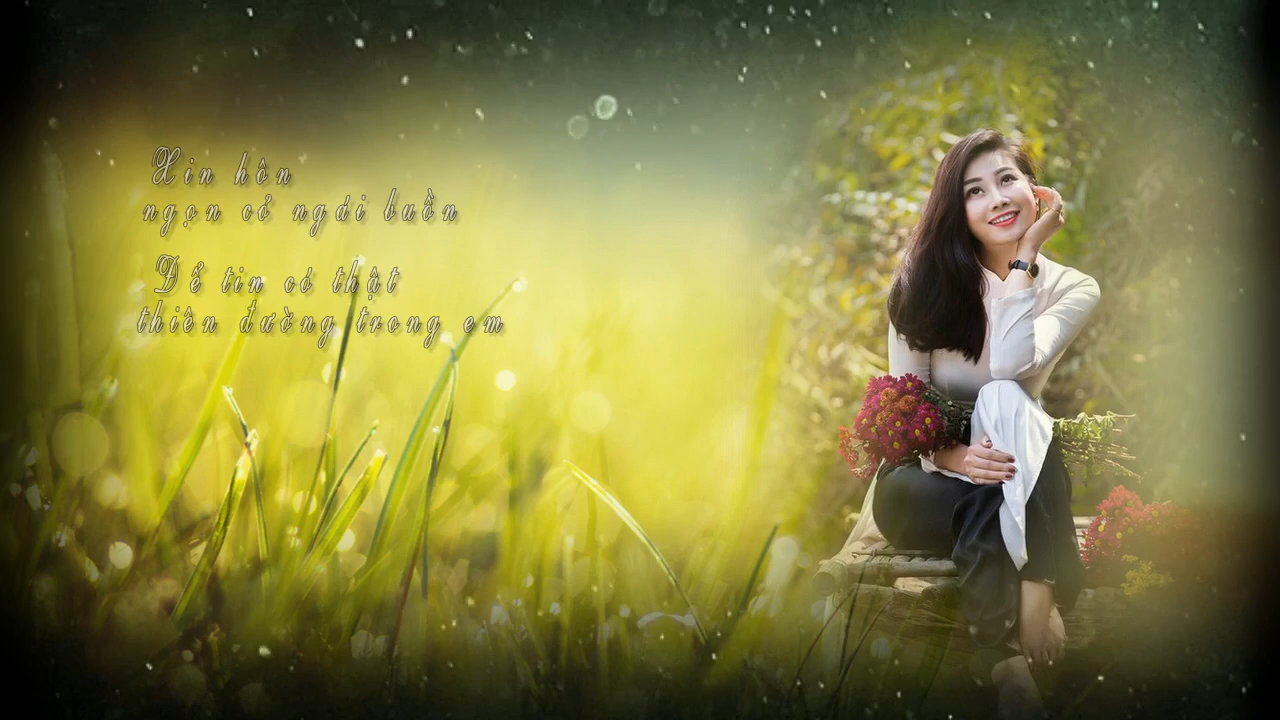 Xin hôn
ngọn cỏ ngái buồn
Để tin có thật
thiên đường trong em